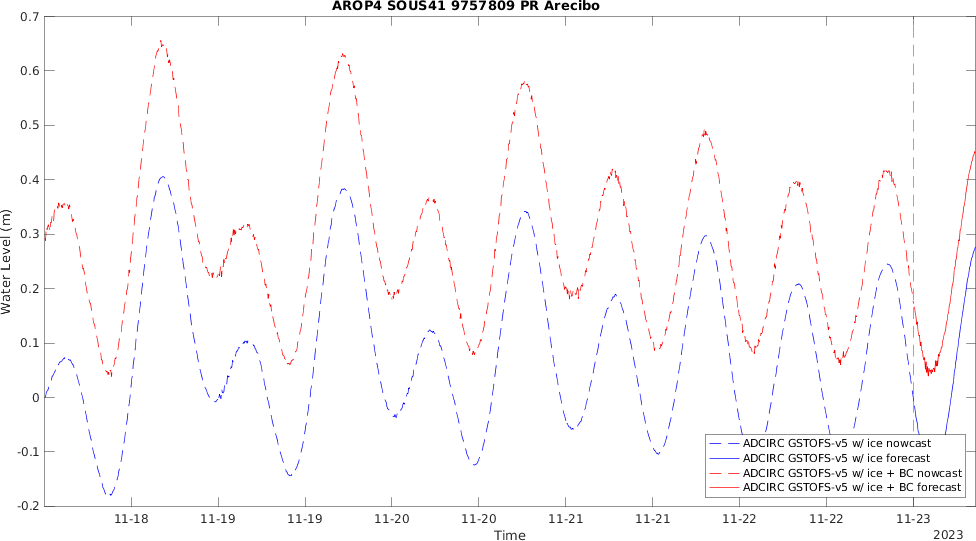 AROP4 SOUS41 9757809 PR Arecibo
0.7
0.6
0.5
0.4
0.3
0.2
0.1
0
-0.1
-0.2
Water Level (m)
ADCIRC GSTOFS-v5 w/ ice nowcast
ADCIRC GSTOFS-v5 w/ ice forecast
ADCIRC GSTOFS-v5 w/ ice + BC nowcast
ADCIRC GSTOFS-v5 w/ ice + BC forecast
11-18 11-19 11-19 11-20 11-20 11-21 11-21 11-22 11-22 11-23
Time
2023